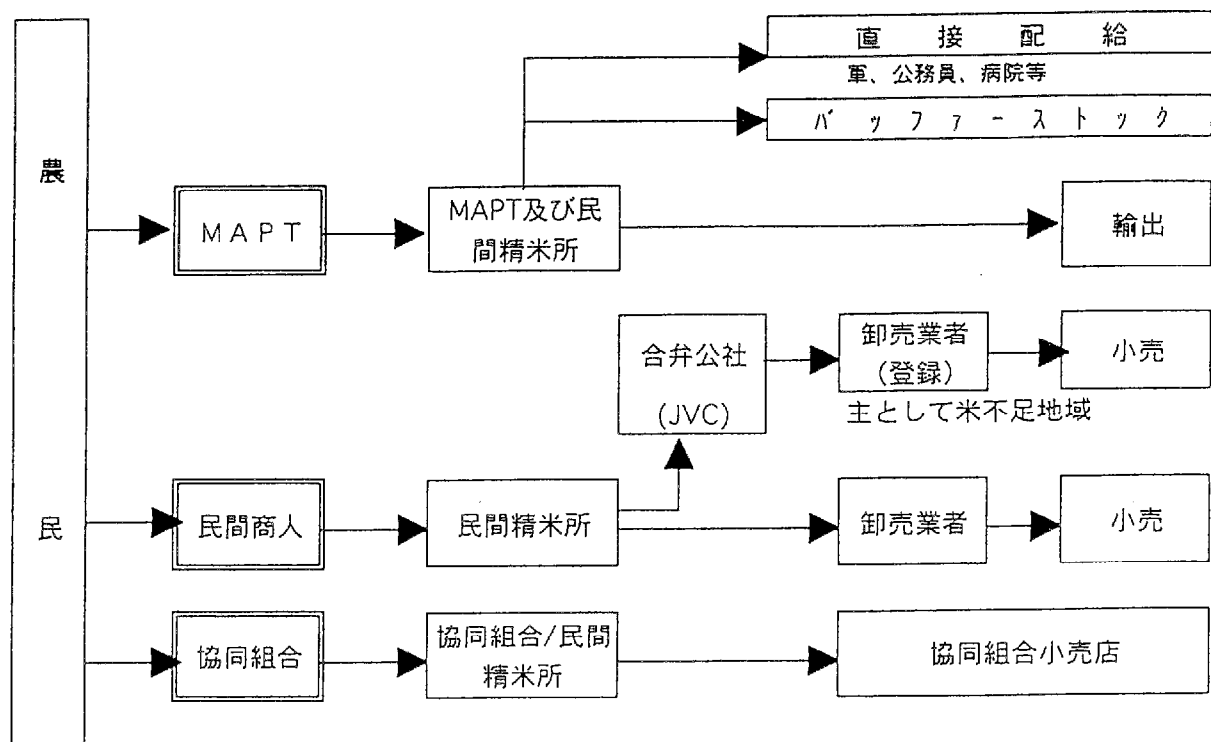 農
民
直接配給
軍、公務員、病院等
バッファーストック
MAPT
MAPT及び民
間精米所
輸出
合弁公社
(JVC)
卸売業者
(登録)
小売
主として米不足地域
民間商人
民間精米所
卸売業者
小売
協同組合
協同組合/民間
精米所
協同組合小売店